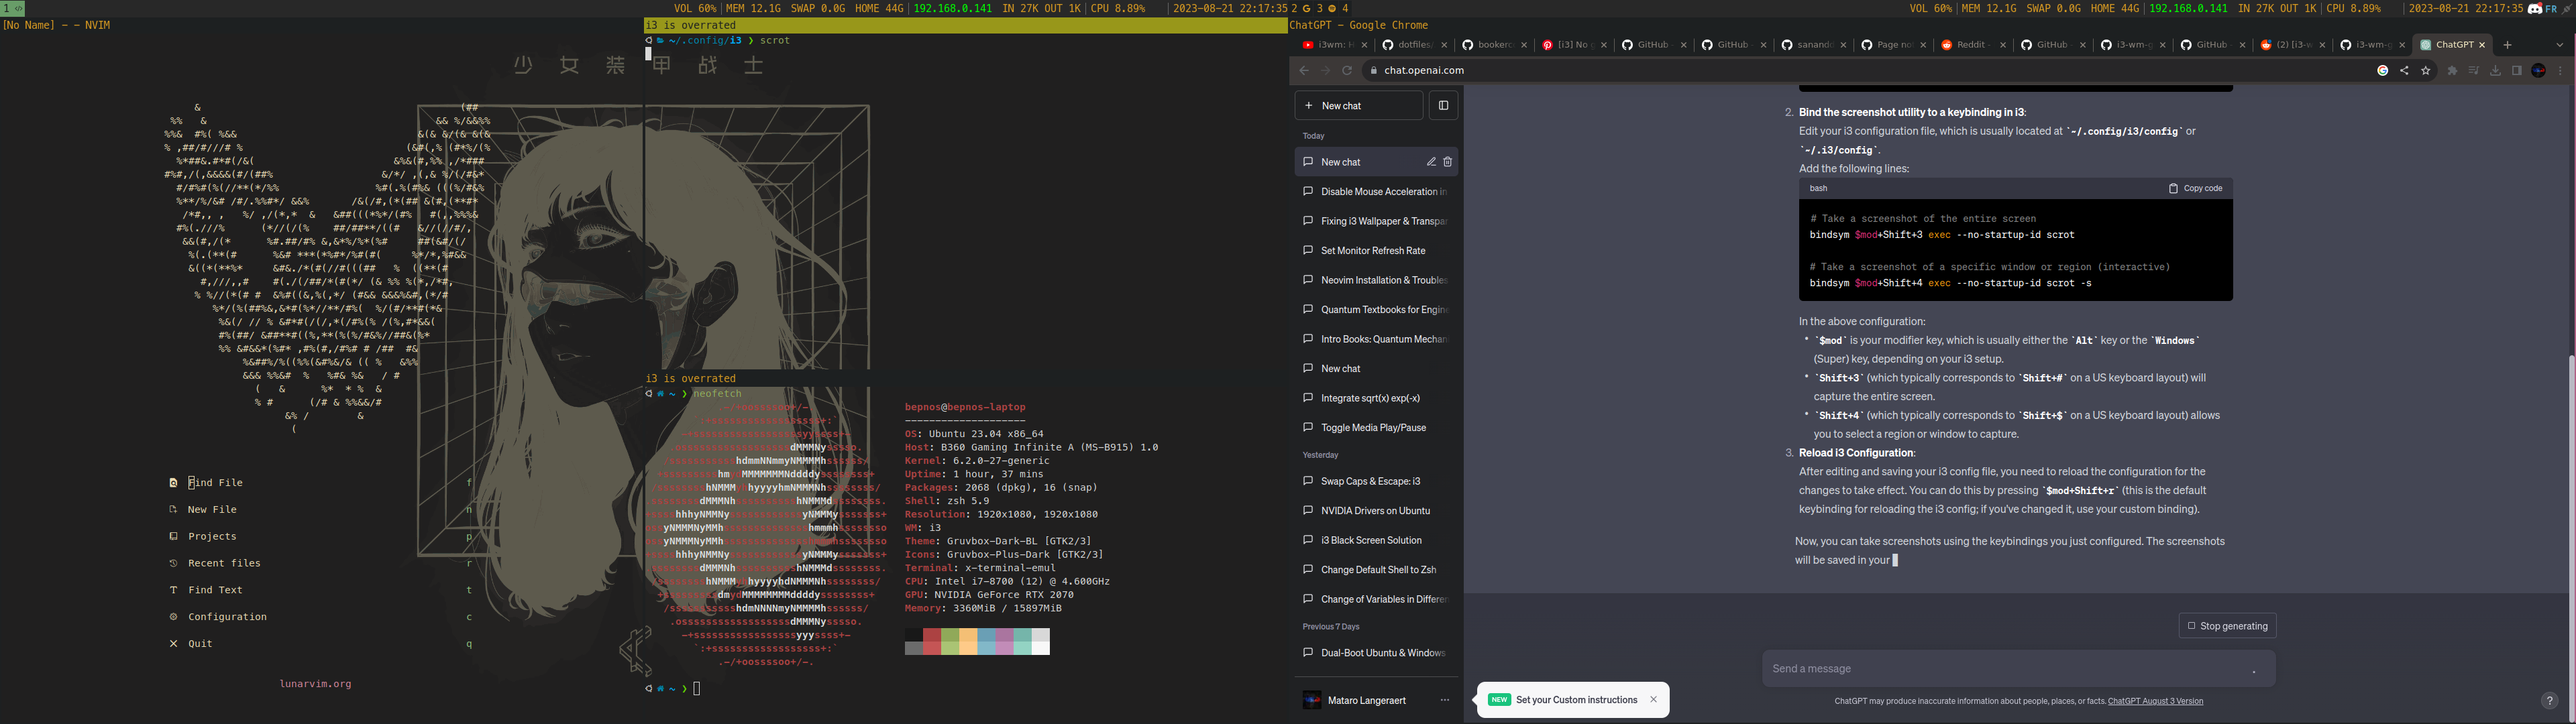 1
VOL 60% | MEM 12.1G SWAP 0.0G HOME 44G | 192.168.0.141 IN 27K OUT 1K | CPU 8.89% | 2023-08-21 22:17:35
2 3 4
VOL 60% | MEM 12.1G SWAP 0.0G HOME 44G | 192.168.0.141 IN 27K OUT 1K | CPU 8.89% | 2023-08-21 22:17:35 FR
[No Name] – – NVIM
Find File f
New File n
Projects p
Recent files r
Find Text t
Configuration c
Quit q
lunarvim.org
少女装甲战士
i3 is overrated
~/.config/i3 ❯ scrot
i3 is overrated
~ ❯ neofetch
bepnos@bepnos-laptop
--------------------
OS: Ubuntu 23.04 x86_64
Host: B360 Gaming Infinite A (MS-B915) 1.0
Kernel: 6.2.0-27-generic
Uptime: 1 hour, 37 mins
Packages: 2068 (dpkg), 16 (snap)
Shell: zsh 5.9
Resolution: 1920x1080, 1920x1080
WM: i3
Theme: Gruvbox-Dark-BL [GTK2/3]
Icons: Gruvbox-Plus-Dark [GTK2/3]
Terminal: x-terminal-emul
CPU: Intel i7-8700 (12) @ 4.600GHz
GPU: NVIDIA GeForce RTX 2070
Memory: 3360MiB / 15897MiB
~ ❯
ChatGPT - Google Chrome
i3wm: H
dotfiles/
bookerc
[i3] No g
GitHub -
GitHub -
sanandc
Page no
Reddit -
GitHub
i3-wm-g
GitHub -
(2) [i3-w
i3-wm-g
ChatGPT
chat.openai.com
New chat
Today
New chat
Disable Mouse Acceleration in
Fixing i3 Wallpaper & Transpar
Set Monitor Refresh Rate
Neovim Installation & Troubles
Quantum Textbooks for Engine
Intro Books: Quantum Mechan
New chat
Integrate sqrt(x) exp(-x)
Toggle Media Play/Pause
Yesterday
Swap Caps & Escape: i3
NVIDIA Drivers on Ubuntu
i3 Black Screen Solution
Change Default Shell to Zsh
Change of Variables in Differen
Previous 7 Days
Dual-Boot Ubuntu & Windows
Mataro Langeraert ...
2. Bind the screenshot utility to a keybinding in i3:
Edit your i3 configuration file, which is usually located at `~/.config/i3/config` or
`~/.i3/config`.
Add the following lines:
bash Copy code
# Take a screenshot of the entire screen
bindsym $mod+Shift+3 exec --no-startup-id scrot
# Take a screenshot of a specific window or region (interactive)
bindsym $mod+Shift+4 exec --no-startup-id scrot -s
In the above configuration:
• `$mod` is your modifier key, which is usually either the `Alt` key or the `Windows`
(Super) key, depending on your i3 setup.
• `Shift+3` (which typically corresponds to `Shift+#` on a US keyboard layout) will
capture the entire screen.
• `Shift+4` (which typically corresponds to `Shift+$` on a US keyboard layout) allows
you to select a region or window to capture.
3. Reload i3 Configuration:
After editing and saving your i3 config file, you need to reload the configuration for the
changes to take effect. You can do this by pressing `$mod+Shift+r` (this is the default
keybinding for reloading the i3 config; if you've changed it, use your custom binding).
Now, you can take screenshots using the keybindings you just configured. The screenshots
will be saved in your
Stop generating
Send a message
NEW Set your Custom instructions
ChatGPT may produce inaccurate information about people, places, or facts. ChatGPT August 3 Version
?